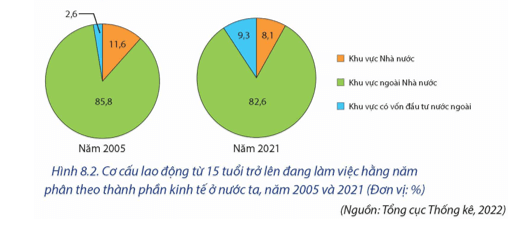 2,6
11,6
85,8
Năm 2005
9,3
8,1
82,6
Năm 2021
Khu vực Nhà nước
Khu vực ngoài Nhà nước
Khu vực có vốn đầu tư nước ngoài
Hình 8.2. Cơ cấu lao động từ 15 tuổi trở lên đang làm việc hằng năm
phân theo thành phần kinh tế ở nước ta, năm 2005 và 2021 (Đơn vị: %)
(Nguồn: Tổng cục Thống kê, 2022)